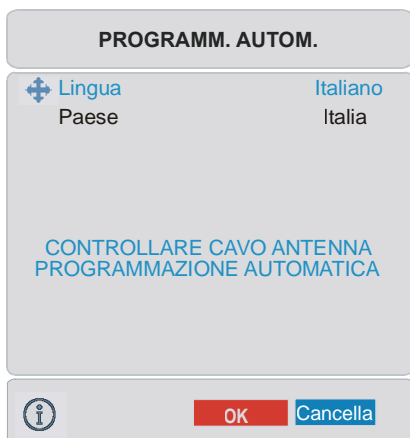 PROGRAMM. AUTOM.
Lingua Italiano
Paese Italia
CONTROLLARE CAVO ANTENNA
PROGRAMMAZIONE AUTOMATICA
OK Cancella